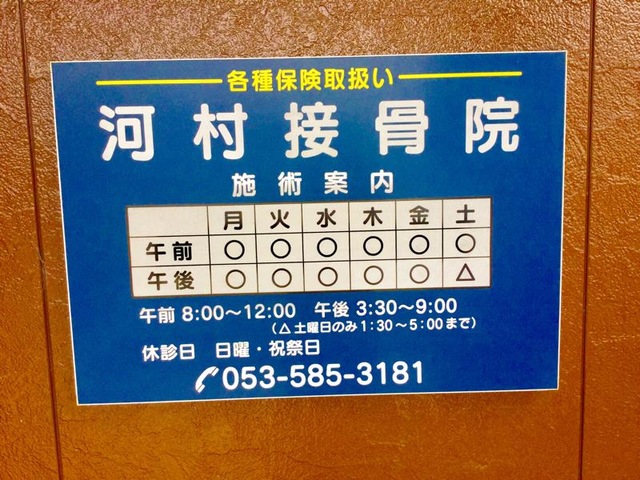 各種保険取扱い
河村接骨院
施術案内
月 火 水 木 金 土
午前 ○ ○ ○ ○ ○ ○
午後 ○ ○ ○ ○ ○ △
午前 8:00～12:00 午後 3:30～9:00
(△土曜日のみ1:30～5:00まで)
休診日 日曜・祝祭日
053-585-3181